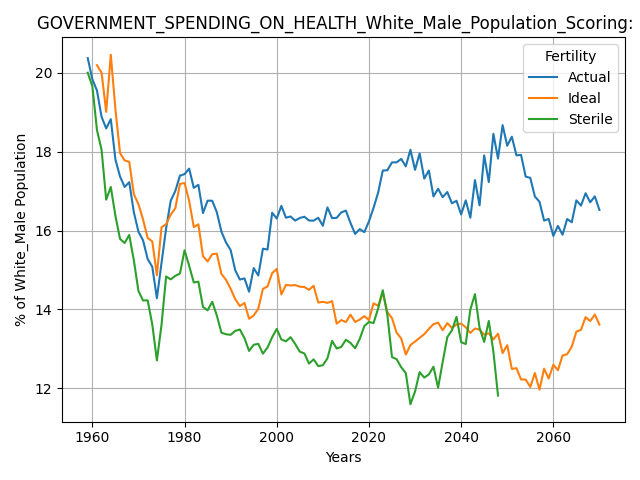 GOVERNMENT_SPENDING_ON_HEALTH_White_Male_Population_Scoring:
Fertility
Actual
Ideal
Sterile
% of White_Male Population
20
18
16
14
12
1960 1980 2000 2020 2040 2060
Years